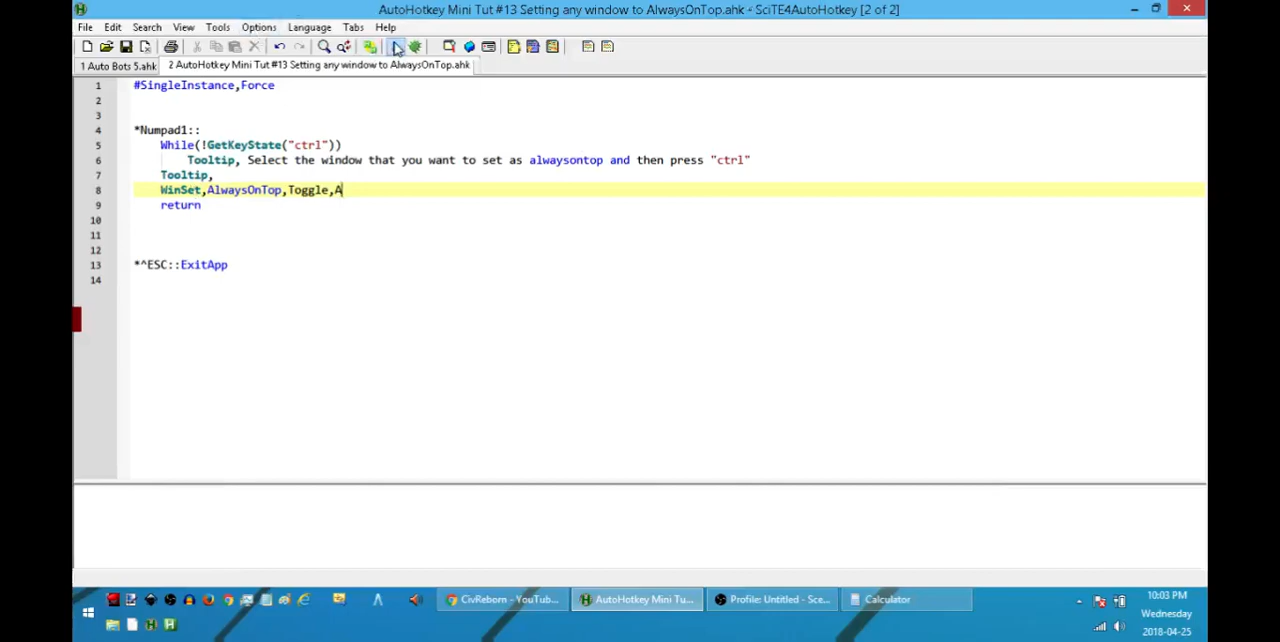 AutoHotkey Mini Tut #13 Setting any window to AlwaysOnTop.ahk - SciTE4AutoHotkey [2 of 2]
File Edit Search View Tools Options Language Tabs Help
1 Auto Bots 5.ahk 2 AutoHotkey Mini Tut #13 Setting any window to AlwaysOnTop.ahk
1 #SingleInstance,Force
2
3
4 *Numpad1::
5 While(!GetKeyState("ctrl"))
6 Tooltip, Select the window that you want to set as alwaysontop and then press "ctrl"
7 Tooltip,
8 WinSet,AlwaysOnTop,Toggle,A
9 return
10
11
12
13 *^ESC::ExitApp
14
CivReborn - YouTub... AutoHotkey Mini Tu... Profile: Untitled - Sce... Calculator
10:03 PM
Wednesday
2018-04-25